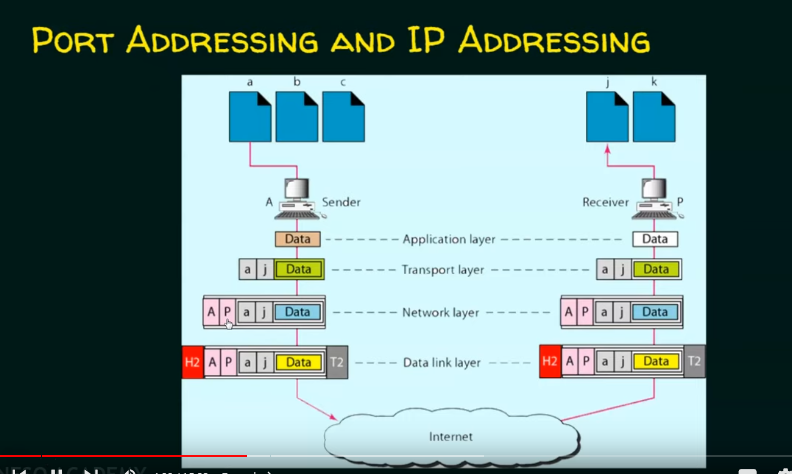 PORT ADDRESSING AND IP ADDRESSING
a b c j k
A Sender Receiver P
Data Application layer Data
a j Data Transport layer a j Data
A P a j Data Network layer A P a j Data
H2 A P a j Data T2 Data link layer H2 A P a j Data T2
Internet